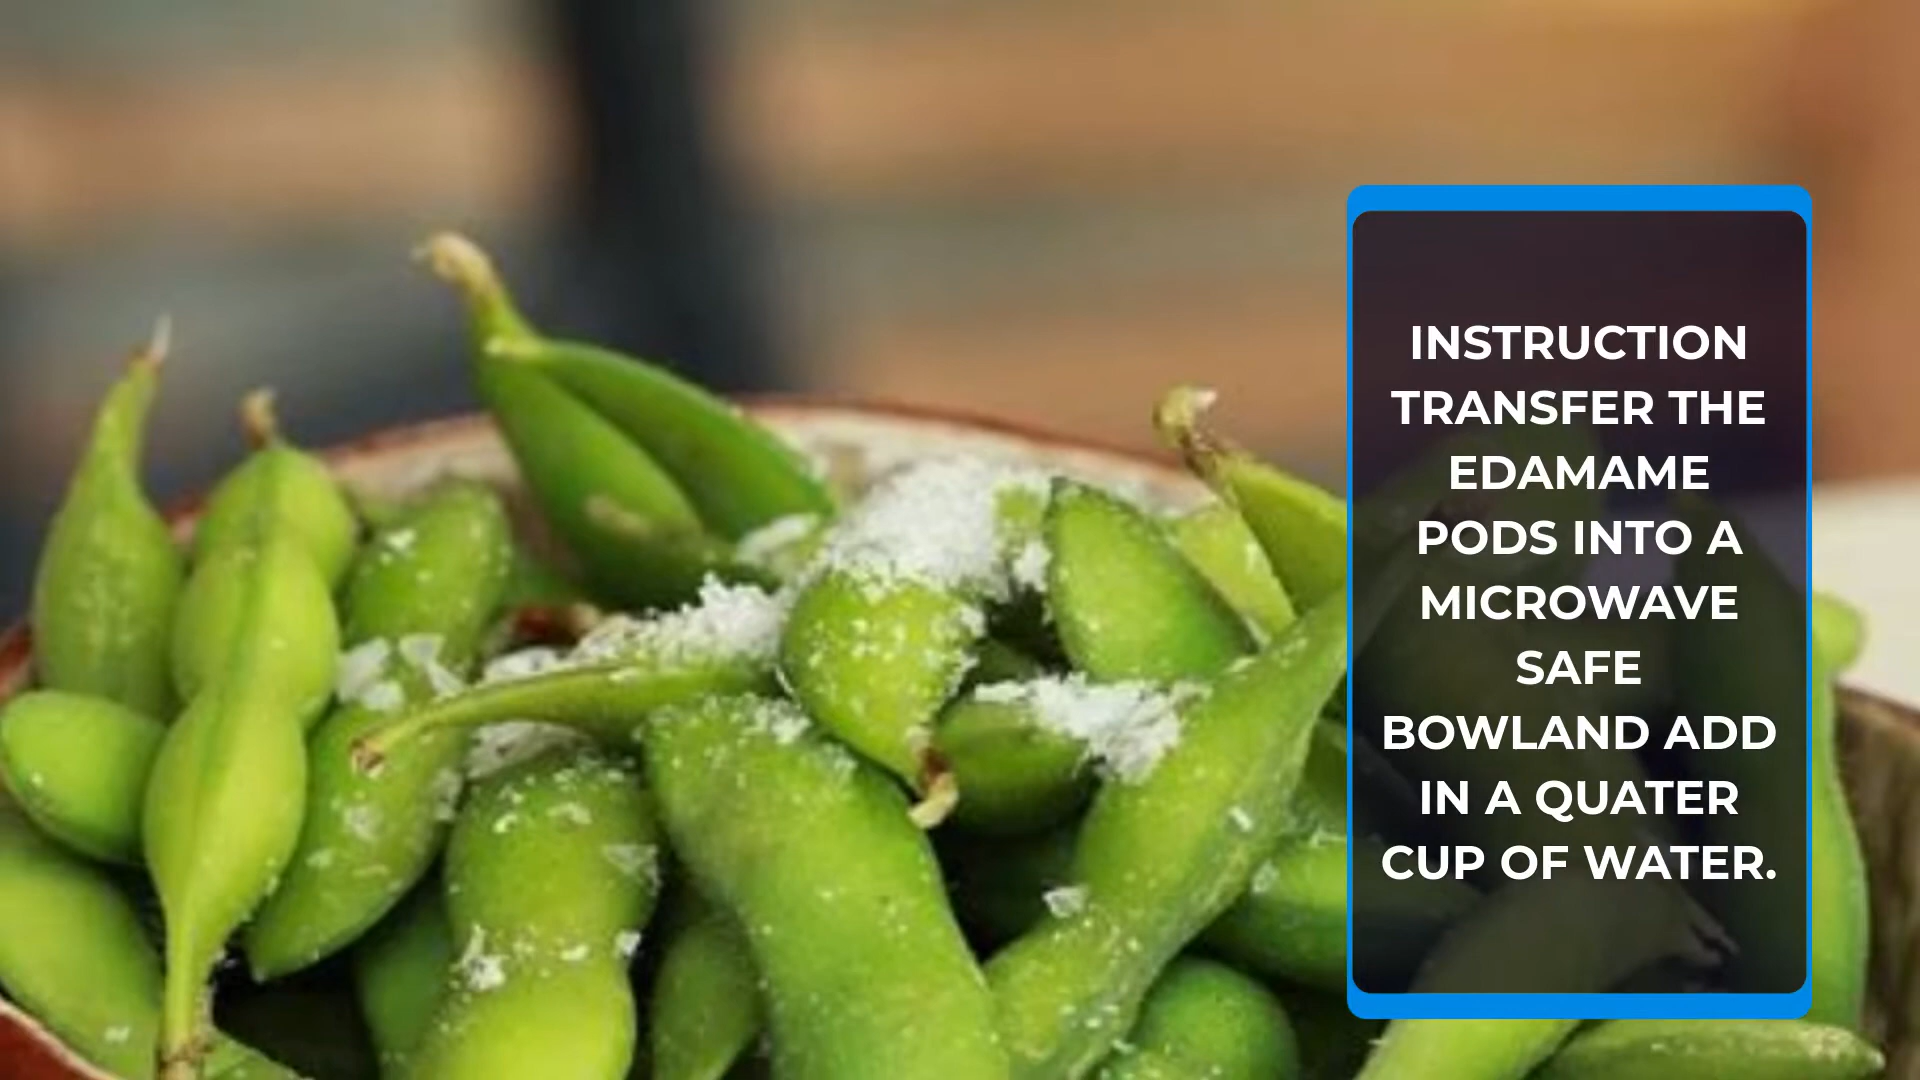 INSTRUCTION
TRANSFER THE
EDAMAME
PODS INTO A
MICROWAVE
SAFE
BOWLAND ADD
IN A QUATER
CUP OF WATER.